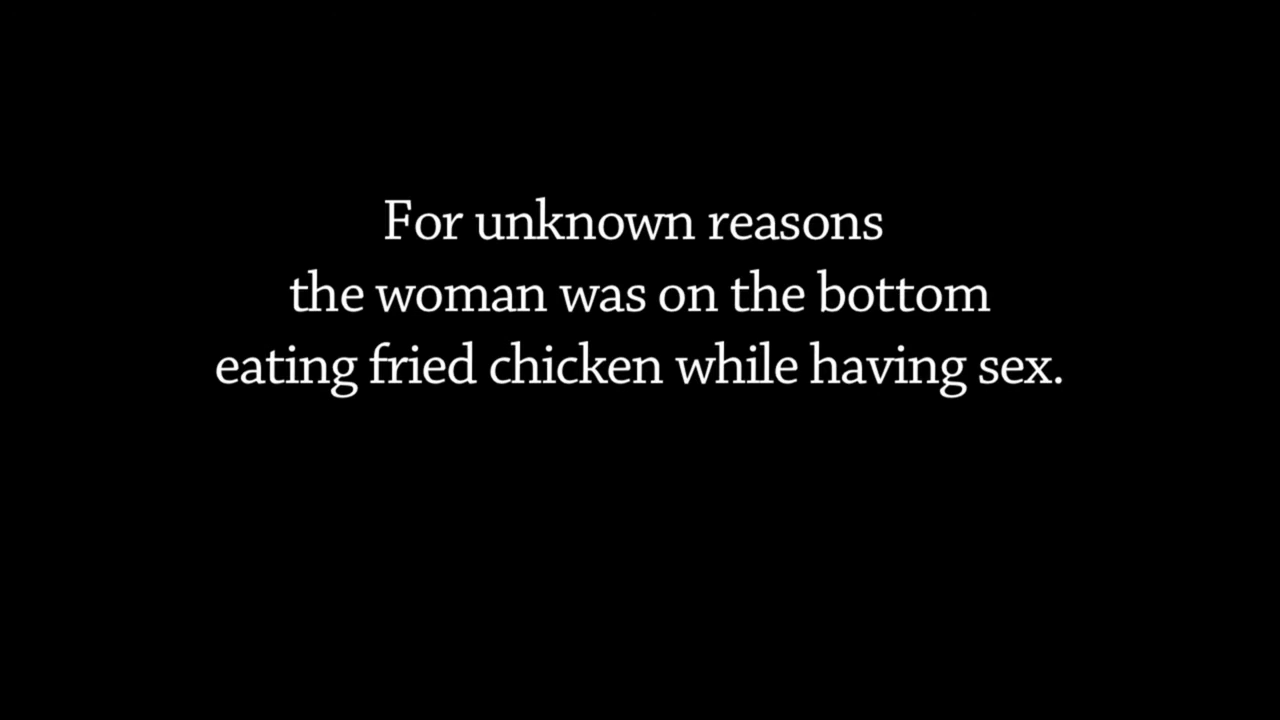 For unknown reasons
the woman was on the bottom
eating fried chicken while having sex.